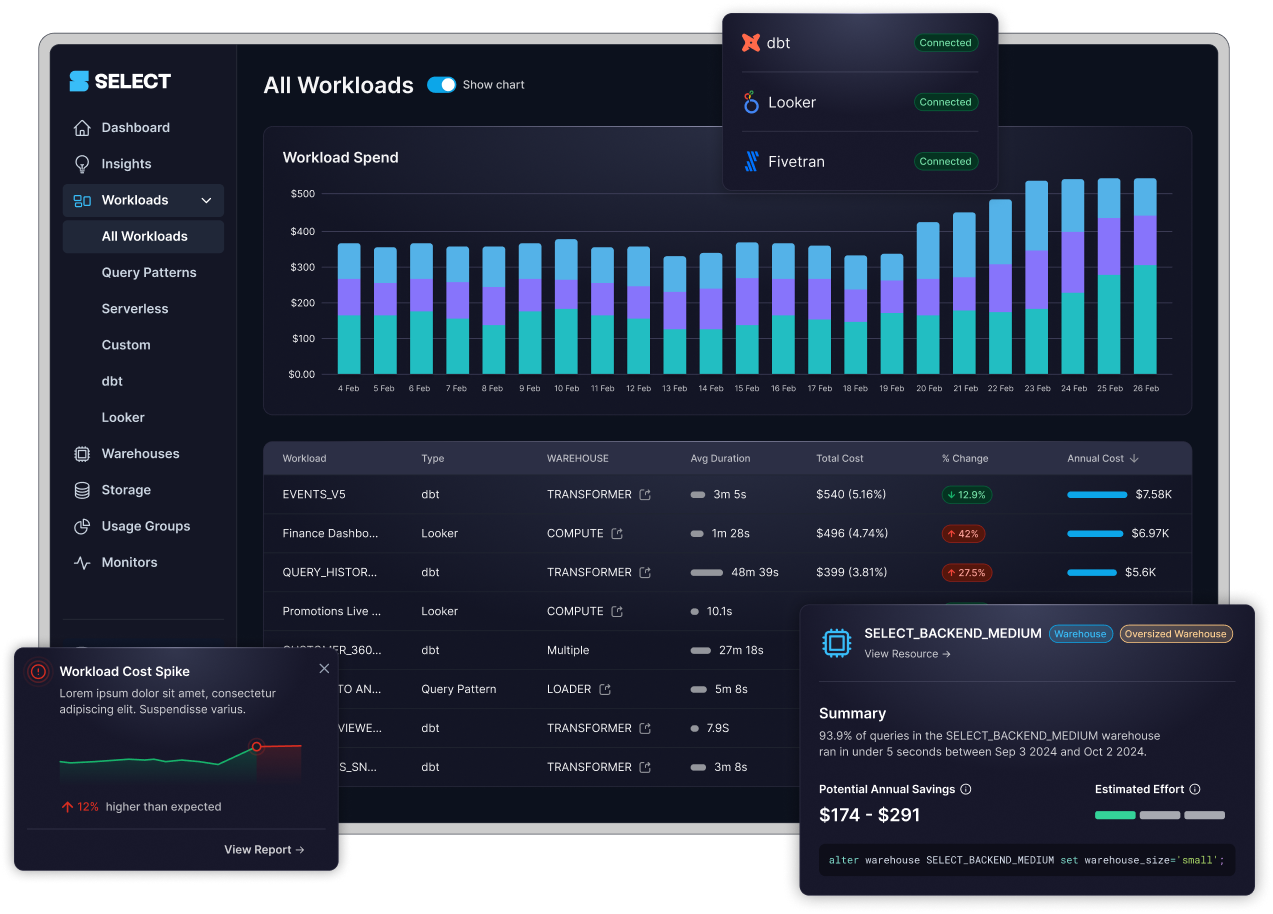 SELECT
Dashboard
Insights
Workloads
All Workloads
Query Patterns
Serverless
Custom
dbt
Looker
Warehouses
Storage
Usage Groups
Monitors
All Workloads
Show chart
dbt
Connected
Looker
Connected
Fivetran
Connected
Workload Spend
$500
$400
$300
$200
$100
$0.00
4 Feb 5 Feb 6 Feb 7 Feb 8 Feb 9 Feb 10 Feb 11 Feb 12 Feb 13 Feb 14 Feb 15 Feb 16 Feb 17 Feb 18 Feb 19 Feb 20 Feb 21 Feb 22 Feb 23 Feb 24 Feb 25 Feb 26 Feb
Workload Type WAREHOUSE Avg Duration Total Cost % Change Annual Cost ↓
EVENTS_V5 dbt TRANSFORMER 3m 5s $540 (5.16%) ↓ 12.9% $7.58K
Finance Dashbo... Looker COMPUTE 1m 28s $496 (4.74%) ↑ 42% $6.97K
QUERY_HISTOR... dbt TRANSFORMER 48m 39s $399 (3.81%) ↑ 27.5% $5.6K
Promotions Live ... Looker COMPUTE 10.1s
CUSTOMER_360... dbt Multiple 27m 18s
TO AN... Query Pattern LOADER 5m 8s
VIEWE... dbt TRANSFORMER 7.9S
S_SN... dbt TRANSFORMER 3m 8s
Workload Cost Spike
Lorem ipsum dolor sit amet, consectetur
adipiscing elit. Suspendisse varius.
↑ 12% higher than expected
View Report →
SELECT_BACKEND_MEDIUM Warehouse Oversized Warehouse
View Resource →
Summary
93.9% of queries in the SELECT_BACKEND_MEDIUM warehouse
ran in under 5 seconds between Sep 3 2024 and Oct 2 2024.
Potential Annual Savings
$174 - $291
Estimated Effort
alter warehouse SELECT_BACKEND_MEDIUM set warehouse_size='small';